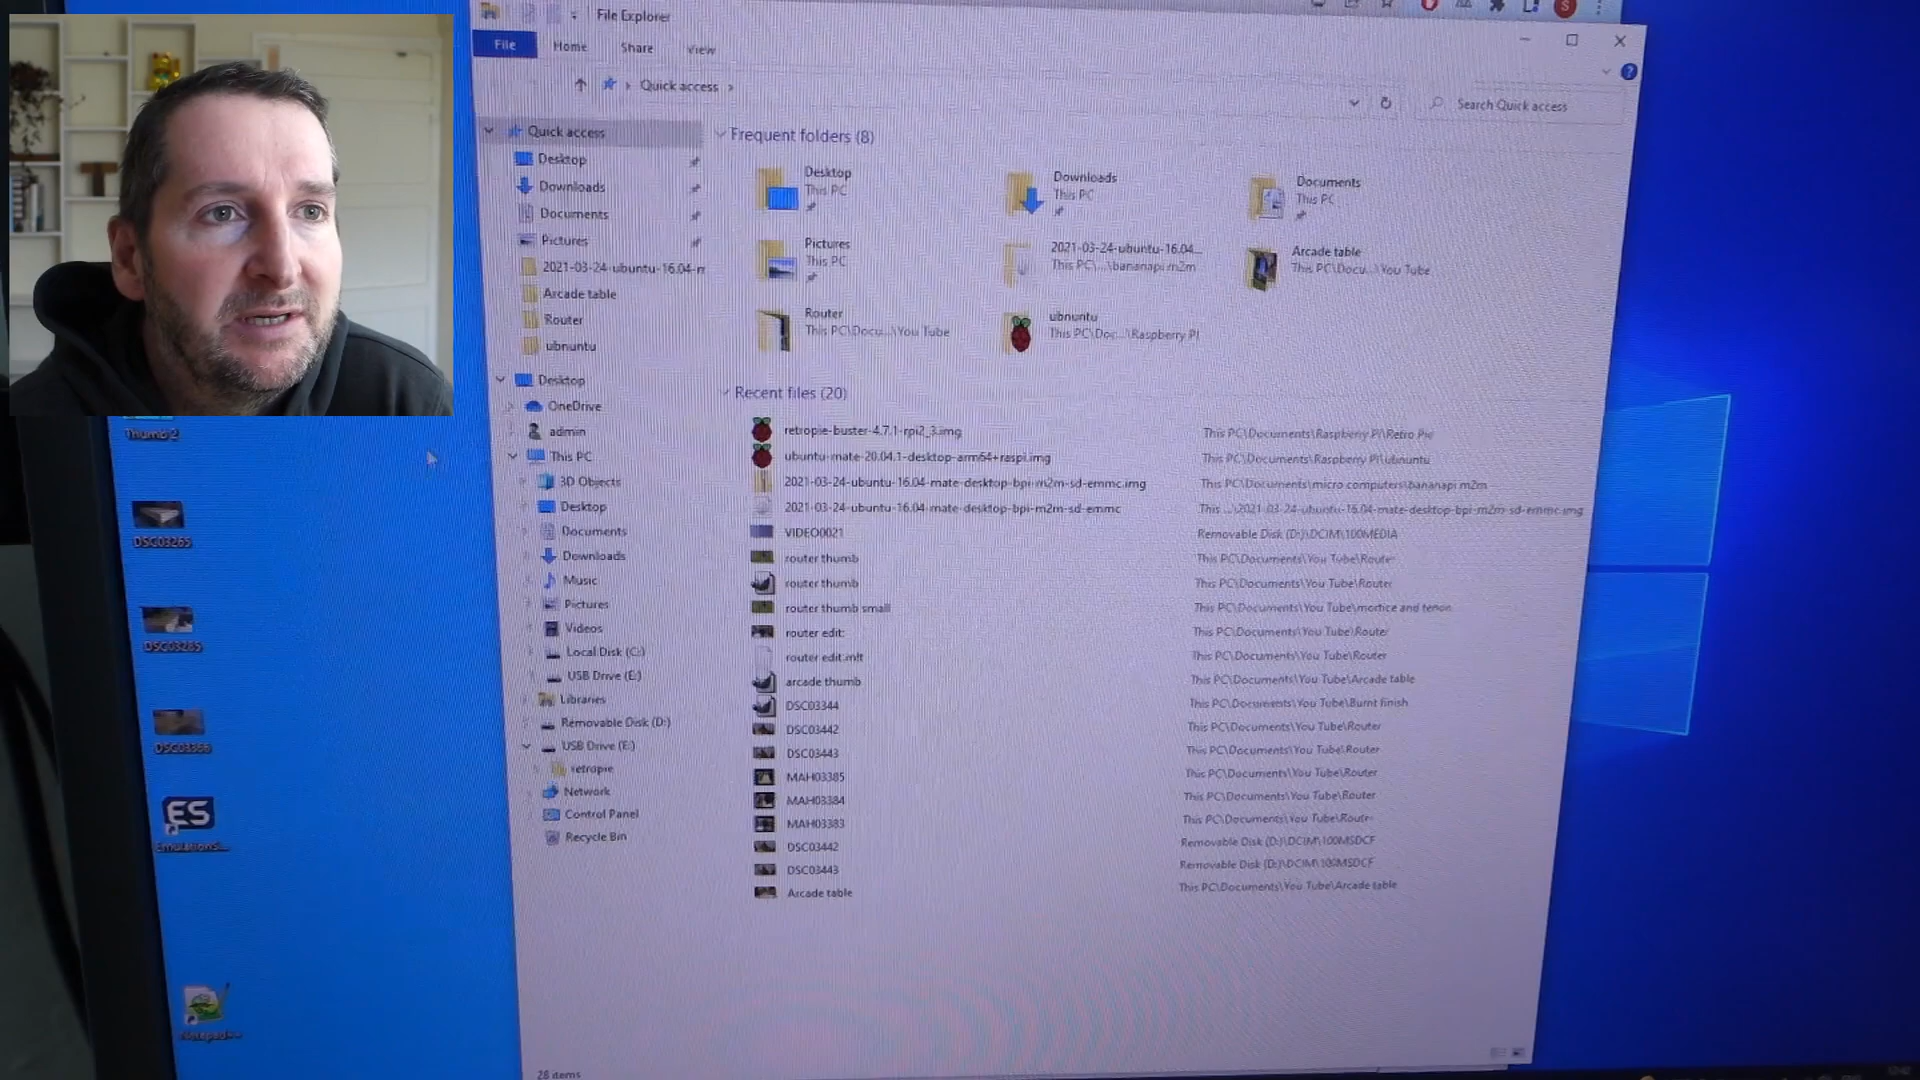 File Explorer
File Home Share View
Quick access
Search Quick access
Quick access
Desktop
Downloads
Documents
Pictures
2021-03-24-ubuntu-16.04-m
Arcade table
Router
ubnuntu
Desktop
OneDrive
admin
This PC
3D Objects
Desktop
Documents
Downloads
Music
Pictures
Videos
Local Disk (C:)
USB Drive (E:)
Libraries
Removable Disk (D:)
USB Drive (E:)
retropie
Network
Control Panel
Recycle Bin
28 items
Frequent folders (8)
Desktop
This PC
Downloads
This PC
Documents
This PC
Pictures
This PC
2021-03-24-ubuntu-16.04...
This PC\...\bananapi m2m
Arcade table
This PC\Docu...\You Tube
Router
This PC\Docu...\You Tube
ubnuntu
This PC\Doc...\Raspberry PI
Recent files (20)
retropie-buster-4.7.1-rpi2_3.img This PC\Documents\Raspberry Pi\Retro Pie
ubuntu-mate-20.04.1-desktop-arm64+raspi.img This PC\Documents\Raspberry Pi\ubnuntu
2021-03-24-ubuntu-16.04-mate-desktop-bpi-m2m-sd-emmc.img This PC\Documents\micro computers\bananapi m2m
2021-03-24-ubuntu-16.04-mate-desktop-bpi-m2m-sd-emmc This ...\2021-03-24-ubuntu-16.04-mate-desktop-bpi-m2m-sd-emmc.img
VIDEO0021 Removable Disk (D:)\DCIM\100MEDIA
router thumb This PC\Documents\You Tube\Router
router thumb This PC\Documents\You Tube\Router
router thumb small This PC\Documents\You Tube\mortice and tenon
router edit: This PC\Documents\You Tube\Router
router edit.mlt This PC\Documents\You Tube\Router
arcade thumb This PC\Documents\You Tube\Arcade table
DSC03344 This PC\Documents\You Tube\Burnt finish
DSC03442 This PC\Documents\You Tube\Router
DSC03443 This PC\Documents\You Tube\Router
MAH03385 This PC\Documents\You Tube\Router
MAH03384 This PC\Documents\You Tube\Router
MAH03383 This PC\Documents\You Tube\Router
DSC03442 Removable Disk (D:)\DCIM\100MSDCF
DSC03443 Removable Disk (D:)\DCIM\100MSDCF
Arcade table This PC\Documents\You Tube\Arcade table
Thumb 2
DSC03265
DSC03285
DSC03366
ES
EmulationS...
Notepad++
S